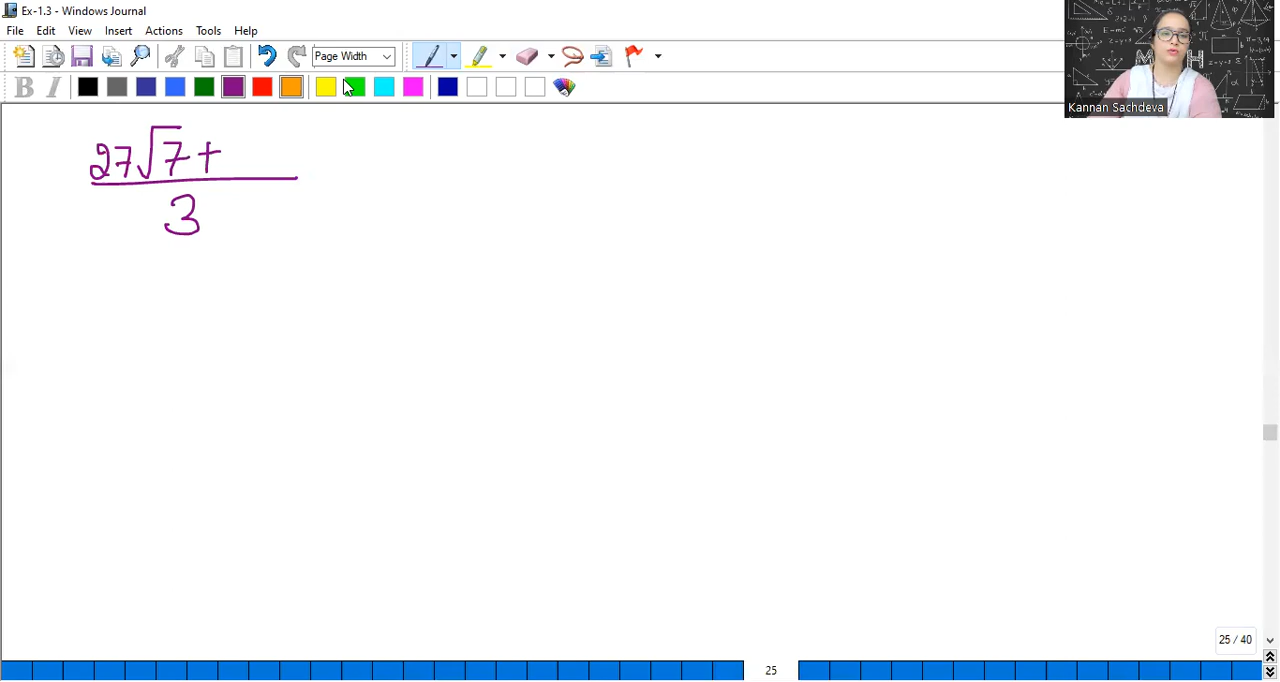 Ex-1.3 - Windows Journal
File Edit View Insert Actions Tools Help
Page Width
B I
Kannan Sachdeva
27√7+
3
25 / 40
25